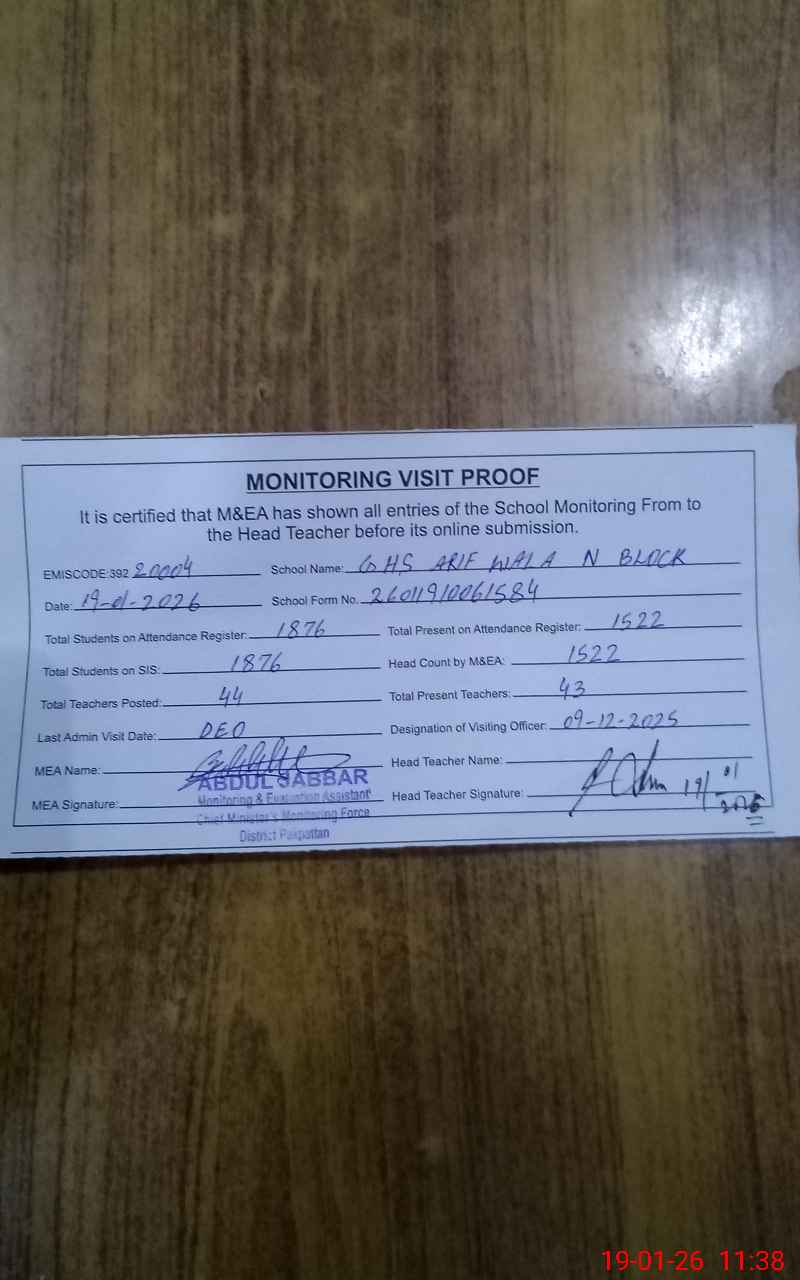 MONITORING VISIT PROOF
It is certified that M&EA has shown all entries of the School Monitoring From to
the Head Teacher before its online submission.
EMISCODE:392 20004 School Name: GHS ARIF WALA N BLOCK
Date: 19-01-2026 School Form No. 26011910061584
Total Students on Attendance Register: 1876 Total Present on Attendance Register: 1522
Total Students on SIS: 1876 Head Count by M&EA: 1522
Total Teachers Posted: 44 Total Present Teachers: 43
Last Admin Visit Date: DEO Designation of Visiting Officer: 09-12-2025
MEA Name: Head Teacher Name:
ABDUL JABBAR
MEA Signature: Monitoring & Evaluation Assistant Head Teacher Signature: 19/01
2026
Chief Minister's Monitoring Force
District Pakpattan
19-01-26 11:38